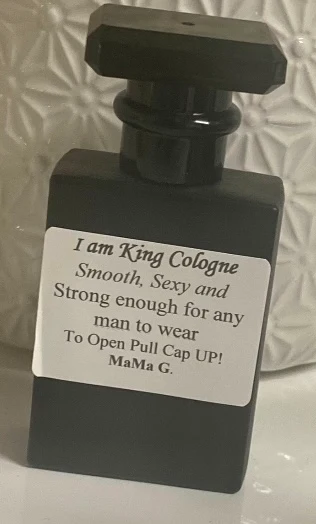 I am King Cologne
Smooth, Sexy and
Strong enough for any
man to wear
To Open Pull Cap UP!
MaMa G.